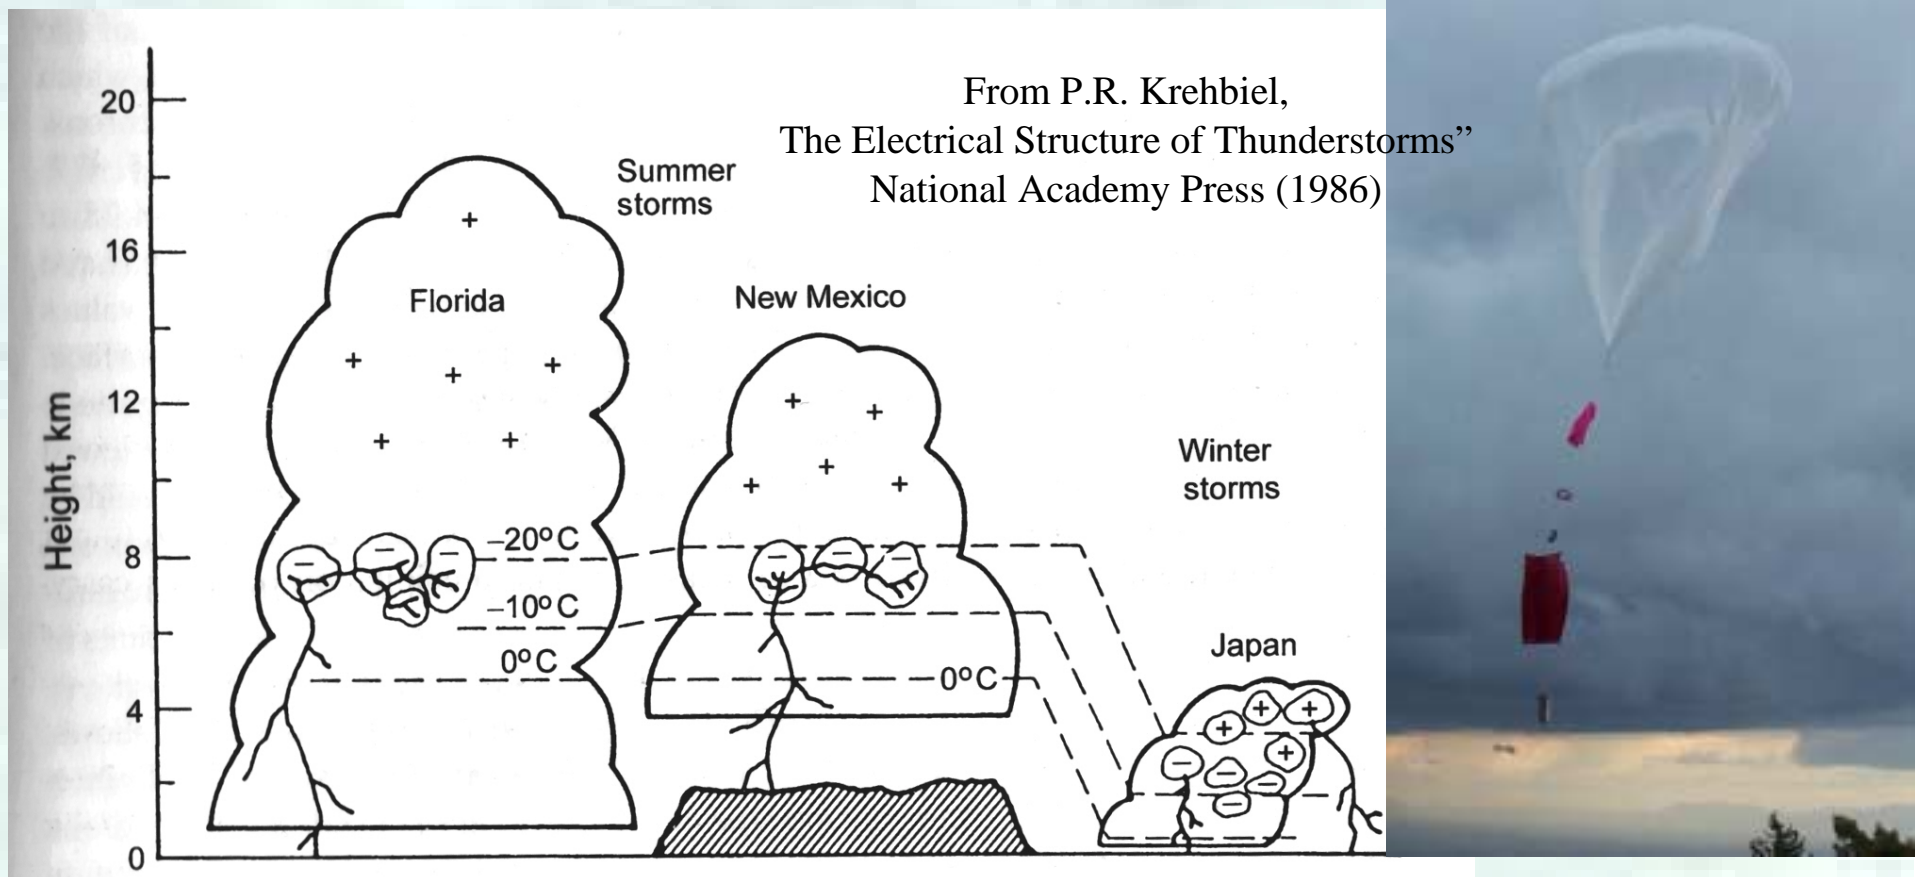 From P.R. Krehbiel,
The Electrical Structure of Thunderstorms”
National Academy Press (1986)
Height, km
20
16
12
8
4
0
Summer
storms
Florida
New Mexico
Winter
storms
Japan
–20°C
–10°C
0°C
0°C
+
+
+
+
+
+
+
+
+
+
+
–
–
–
–
–
–
+
+
+
+
–
–
–
–